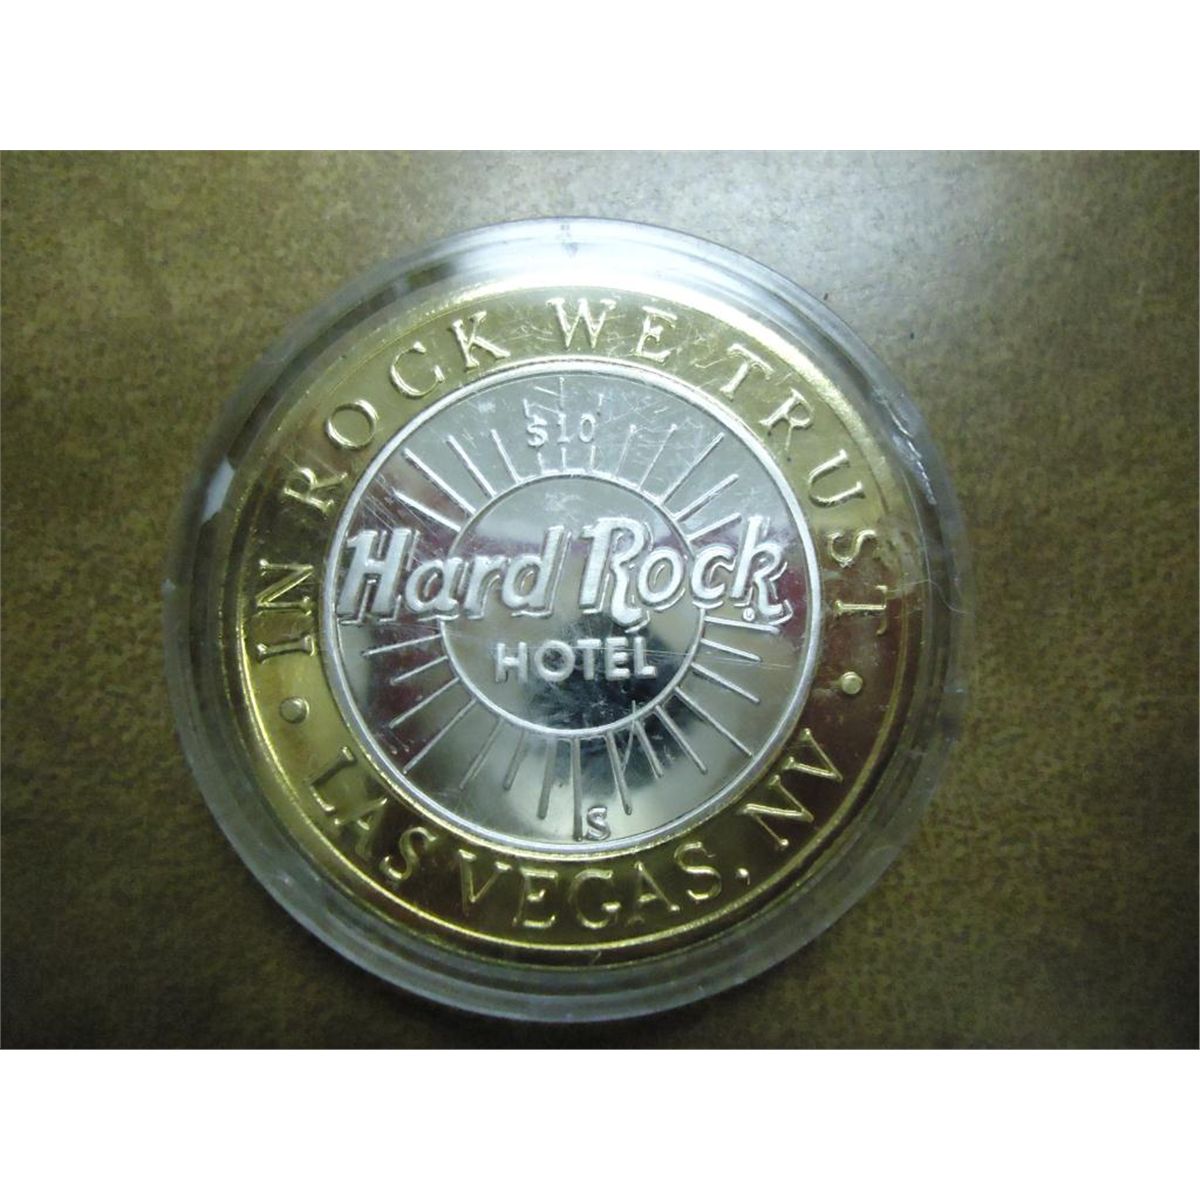 IN ROCK WE TRUST
$10
Hard Rock
®
HOTEL
S
LAS VEGAS, NV